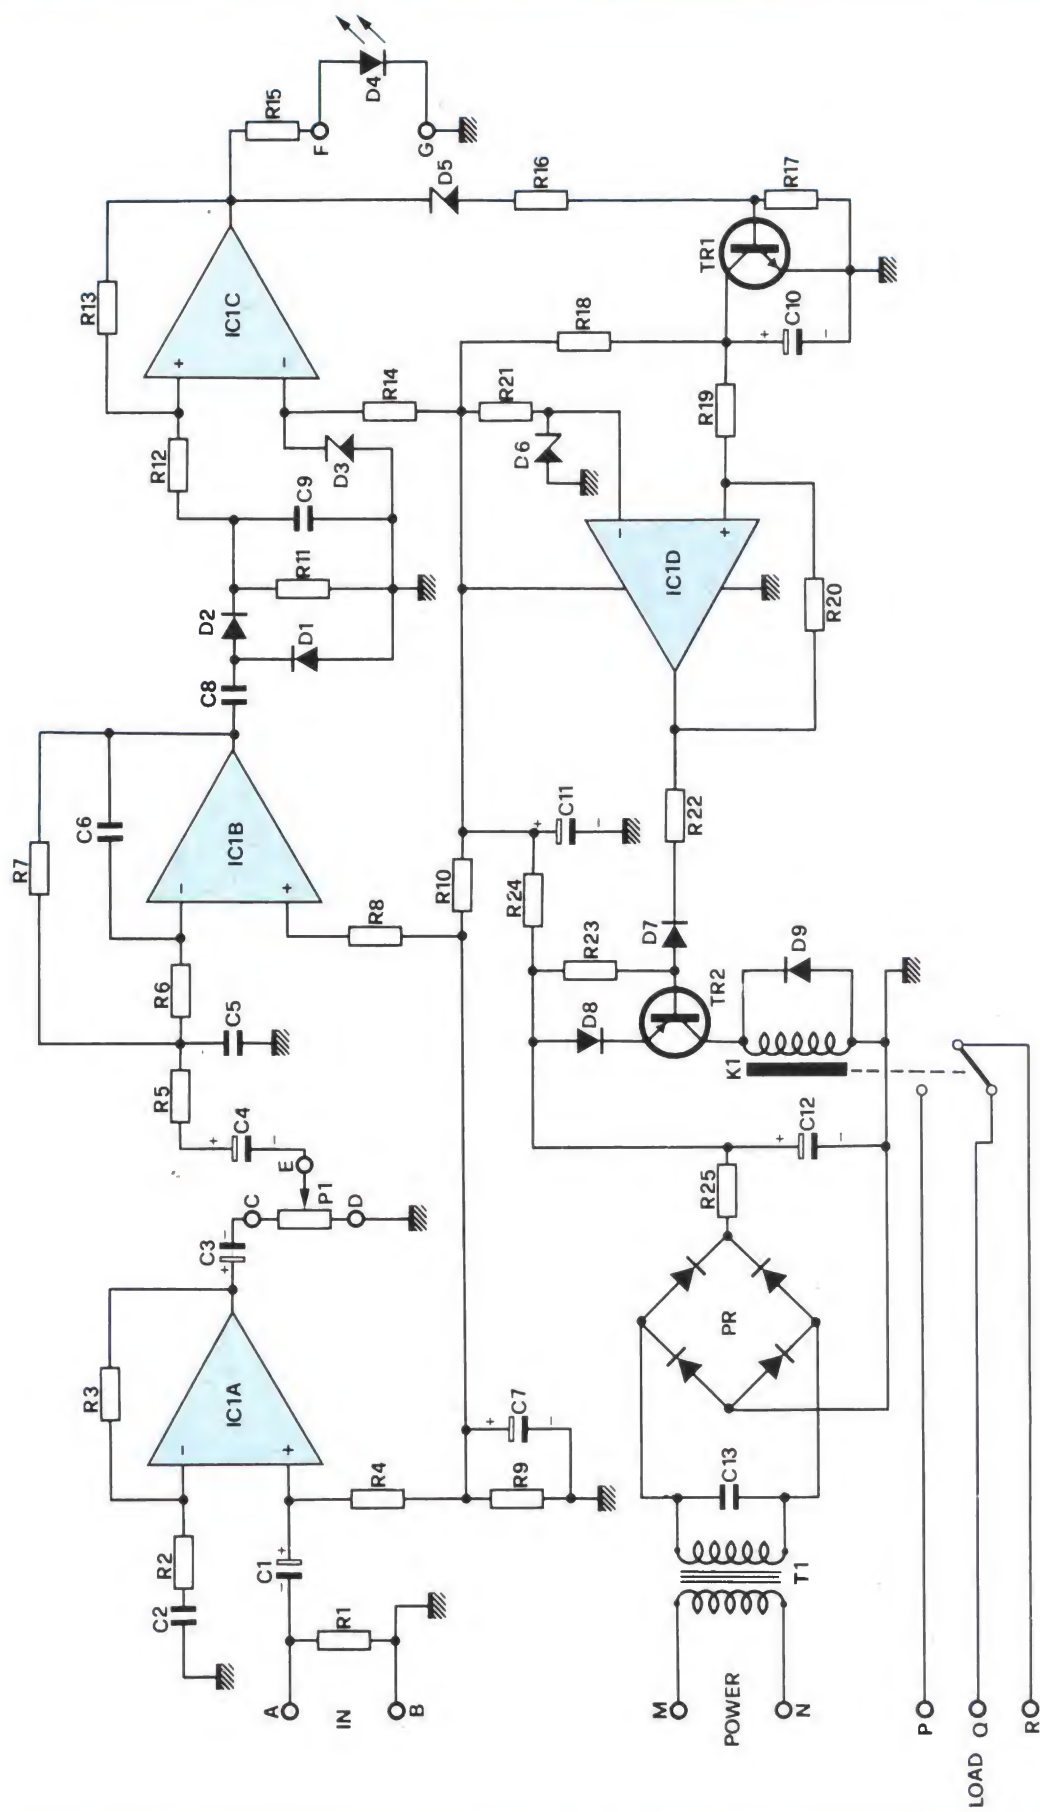 R3
R2
C2
IC1A
-
+
C1
- +
A
IN
B
R1
R4
R9
C7
+
-
C3
+ -
C
P1
D
E
C4
+
-
R5
C5
R6
R7
C6
IC1B
-
+
R8
R10
C8
D2
D1
R11
C9
R12
D3
R13
IC1C
+
-
R14
R15
F
D4
G
D5
R16
R17
TR1
C10
+
-
R18
R19
R21
D6
IC1D
-
+
R20
R22
C11
+
-
R24
R23
D7
D8
TR2
D9
K1
C12
+
-
R25
PR
C13
T1
M
POWER
N
P
LOAD Q
R